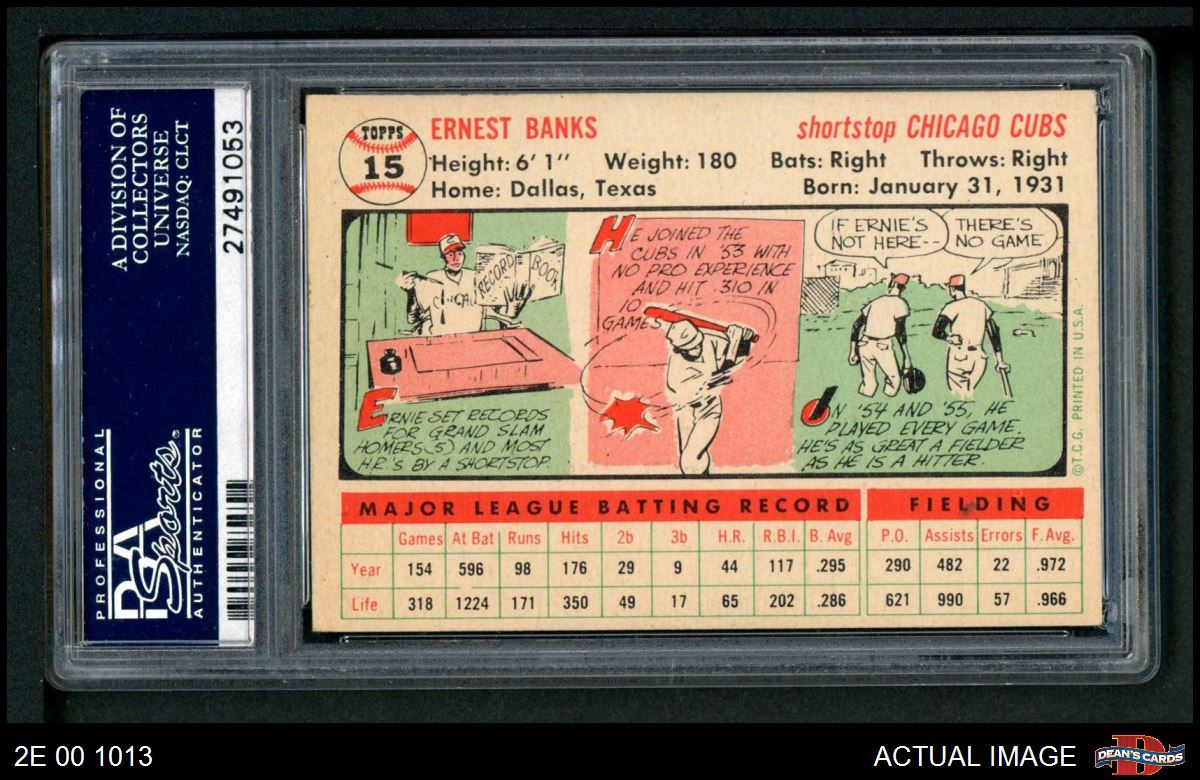 A DIVISION OF
COLLECTORS
UNIVERSE
NASDAQ: CLCT
27491053
PROFESSIONAL
PSA
Sports®
AUTHENTICATOR
TOPPS
15
ERNEST BANKS
shortstop CHICAGO CUBS
Height: 6' 1" Weight: 180 Bats: Right Throws: Right
Home: Dallas, Texas Born: January 31, 1931
RECORD BOOK
CHICAG
ERNIE SET RECORDS
FOR GRAND SLAM
HOMERS (5) AND MOST
H.R.'S BY A SHORTSTOP.
HE JOINED THE
CUBS IN '53 WITH
NO PRO EXPERIENCE
AND HIT .310 IN
10
GAMES
IF ERNIE'S
NOT HERE--
THERE'S
NO GAME
IN '54 AND '55, HE
PLAYED EVERY GAME.
HE'S AS GREAT A FIELDER
AS HE IS A HITTER.
©T.C.G. PRINTED IN U.S.A.
MAJOR LEAGUE BATTING RECORD FIELDING
Games At Bat Runs Hits 2b 3b H.R. R.B.I. B. Avg P.O. Assists Errors F. Avg.
Year 154 596 98 176 29 9 44 117 .295 290 482 22 .972
Life 318 1224 171 350 49 17 65 202 .286 621 990 57 .966
2E 00 1013
ACTUAL IMAGE
D
DEAN'S CARDS